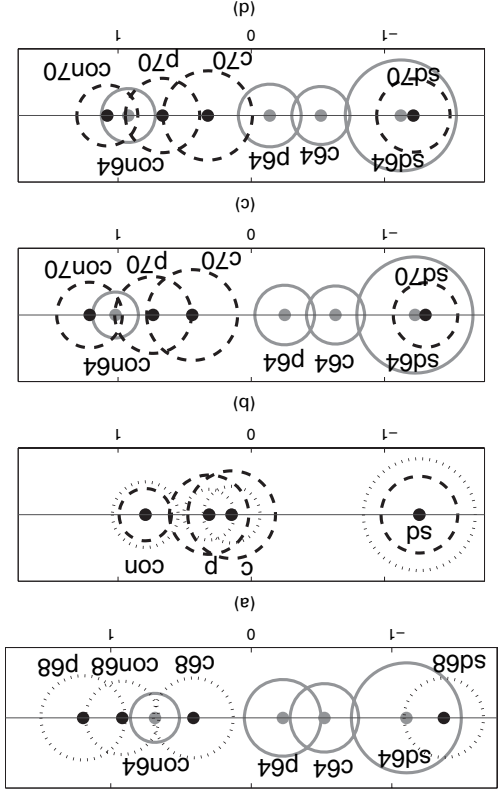 sd64 c64 p64 con64
sd68 c68 con68 p68
−1 0 1
(a)
c p con
sd
−1 0 1
(b)
sd64 c64 p64 con64
sd70 c70 p70 con70
−1 0 1
(c)
sd64 c64 p64 con64
sd70 c70 p70 con70
−1 0 1
(d)